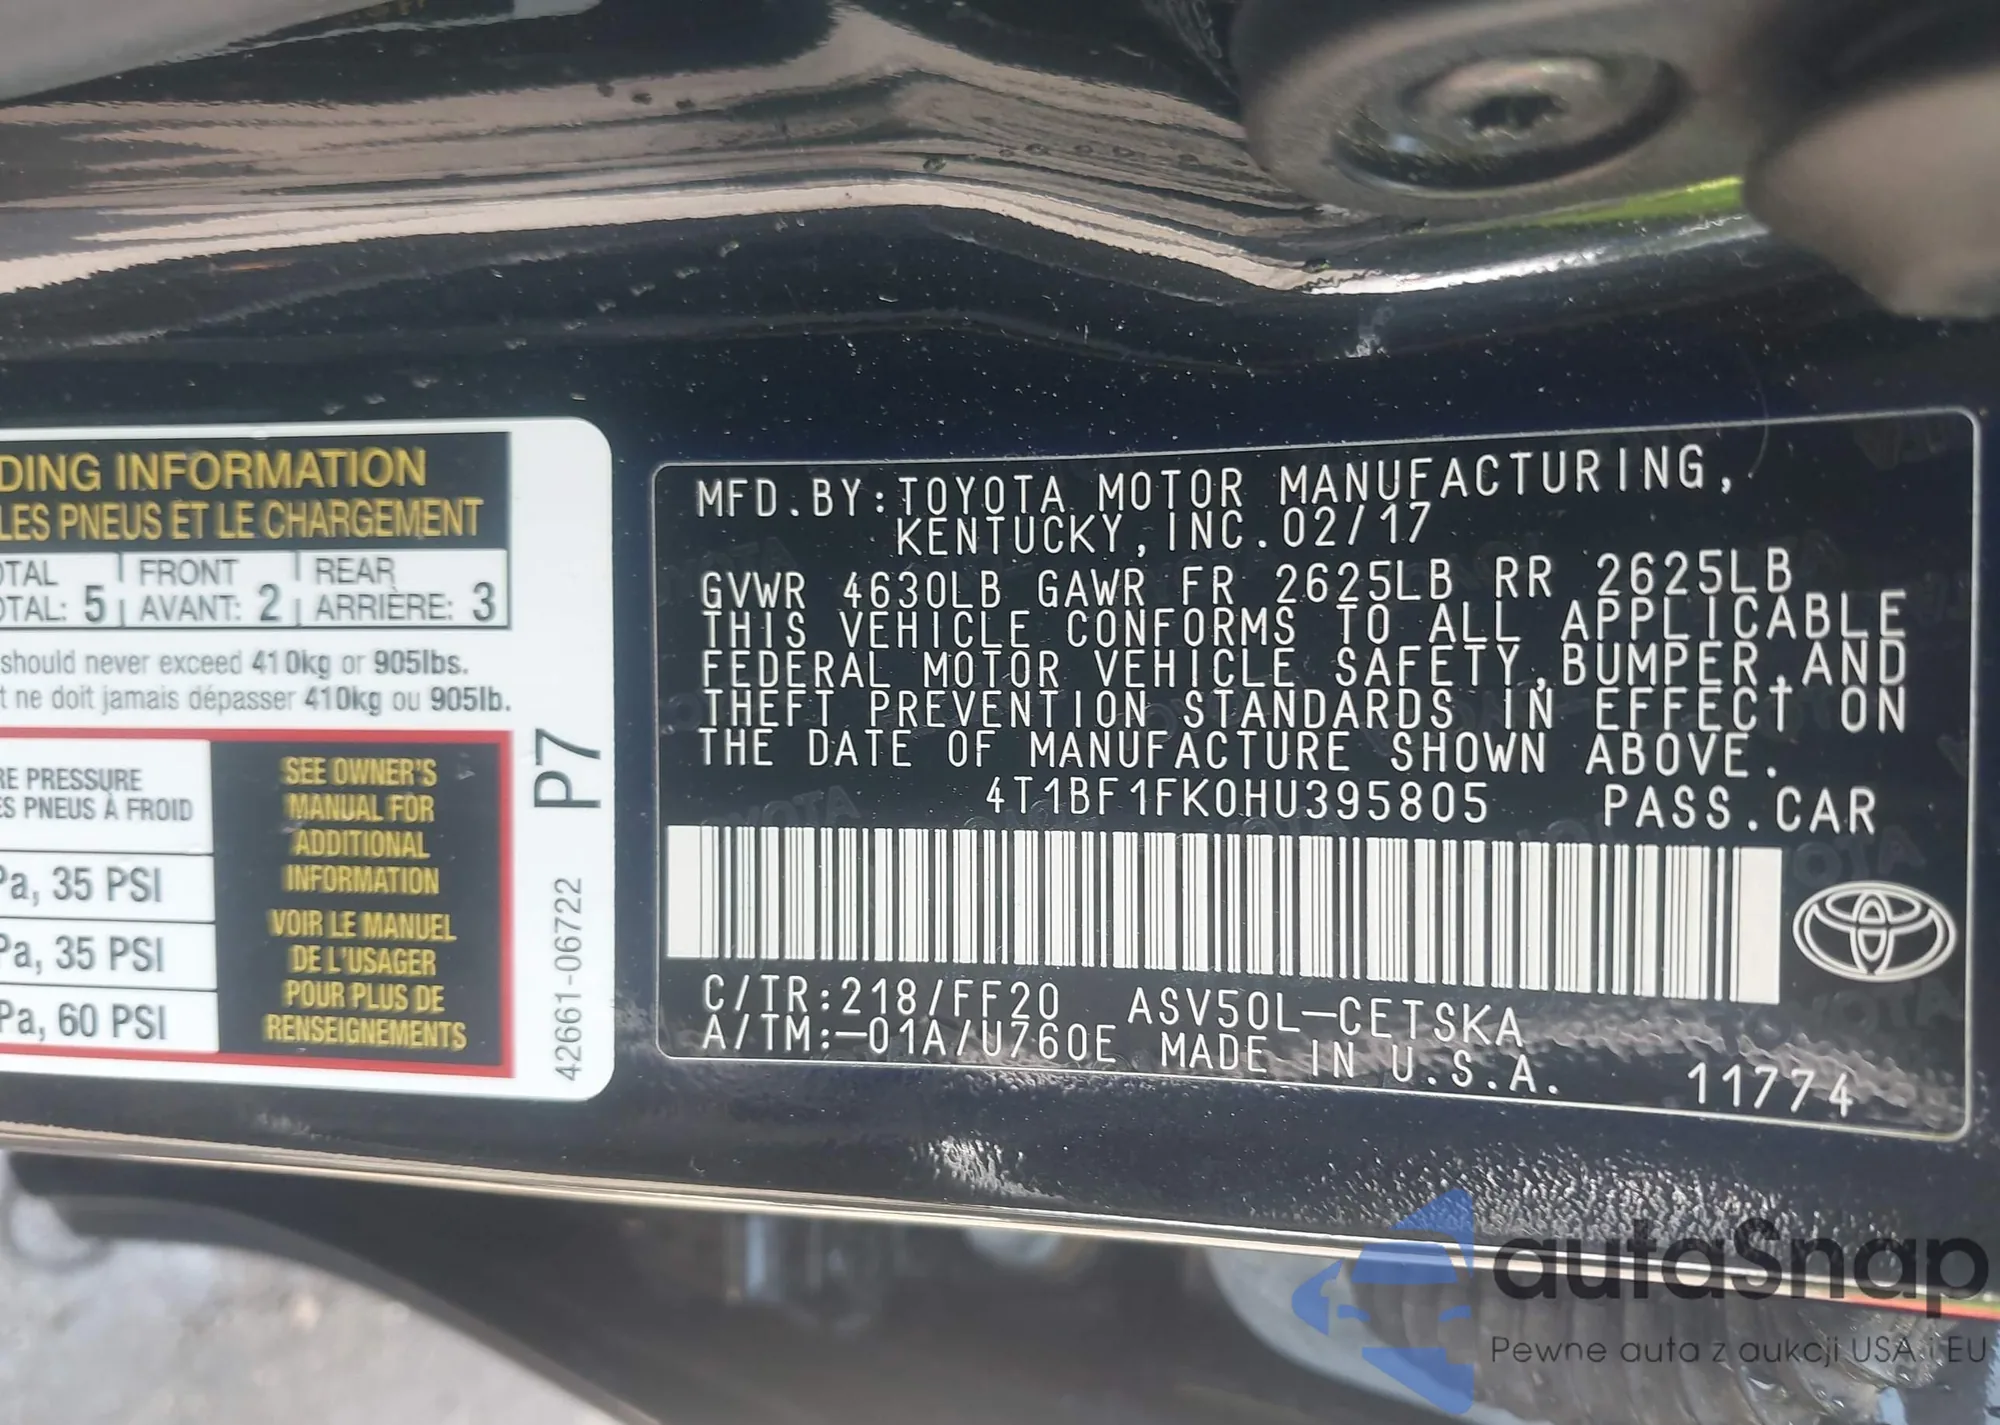 DING INFORMATION
LES PNEUS ET LE CHARGEMENT
OTAL FRONT REAR
OTAL: 5 AVANT: 2 ARRIÈRE: 3
should never exceed 410kg or 905lbs.
t ne doit jamais dépasser 410kg ou 905lb.
RE PRESSURE
ES PNEUS À FROID
Pa, 35 PSI
Pa, 35 PSI
Pa, 60 PSI
SEE OWNER'S
MANUAL FOR
ADDITIONAL
INFORMATION
VOIR LE MANUEL
DE L'USAGER
POUR PLUS DE
RENSEIGNEMENTS
P7
42661-06722
MFD.BY:TOYOTA MOTOR MANUFACTURING,
KENTUCKY,INC.02/17
GVWR 4630LB GAWR FR 2625LB RR 2625LB
THIS VEHICLE CONFORMS TO ALL APPLICABLE
FEDERAL MOTOR VEHICLE SAFETY,BUMPER,AND
THEFT PREVENTION STANDARDS IN EFFECT ON
THE DATE OF MANUFACTURE SHOWN ABOVE.
4T1BF1FK0HU395805 PASS.CAR
C/TR:218/FF20 ASV50L-CETSKA
A/TM:-01A/U760E MADE IN U.S.A.
11774
autaSnap
Pewne auta z aukcji USA i EU